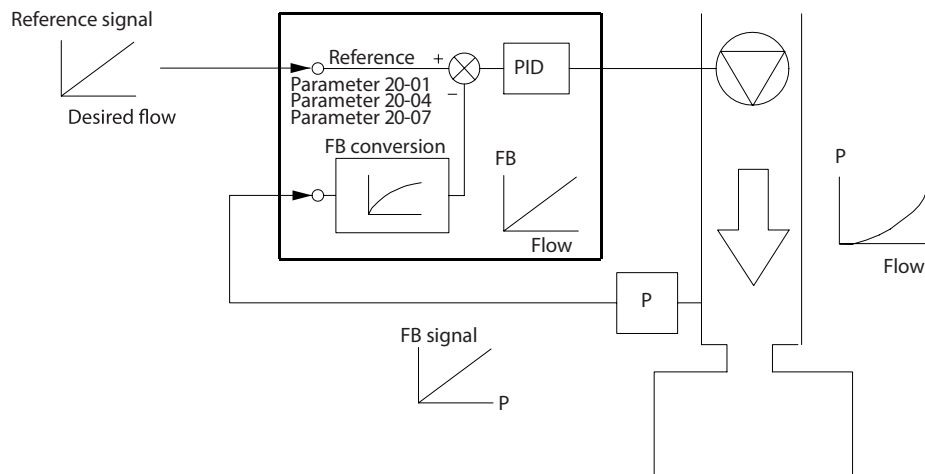 Reference signal
Desired flow
Reference
+
−
Parameter 20-01
Parameter 20-04
Parameter 20-07
FB conversion
PID
FB
Flow
P
Flow
P
FB signal
P